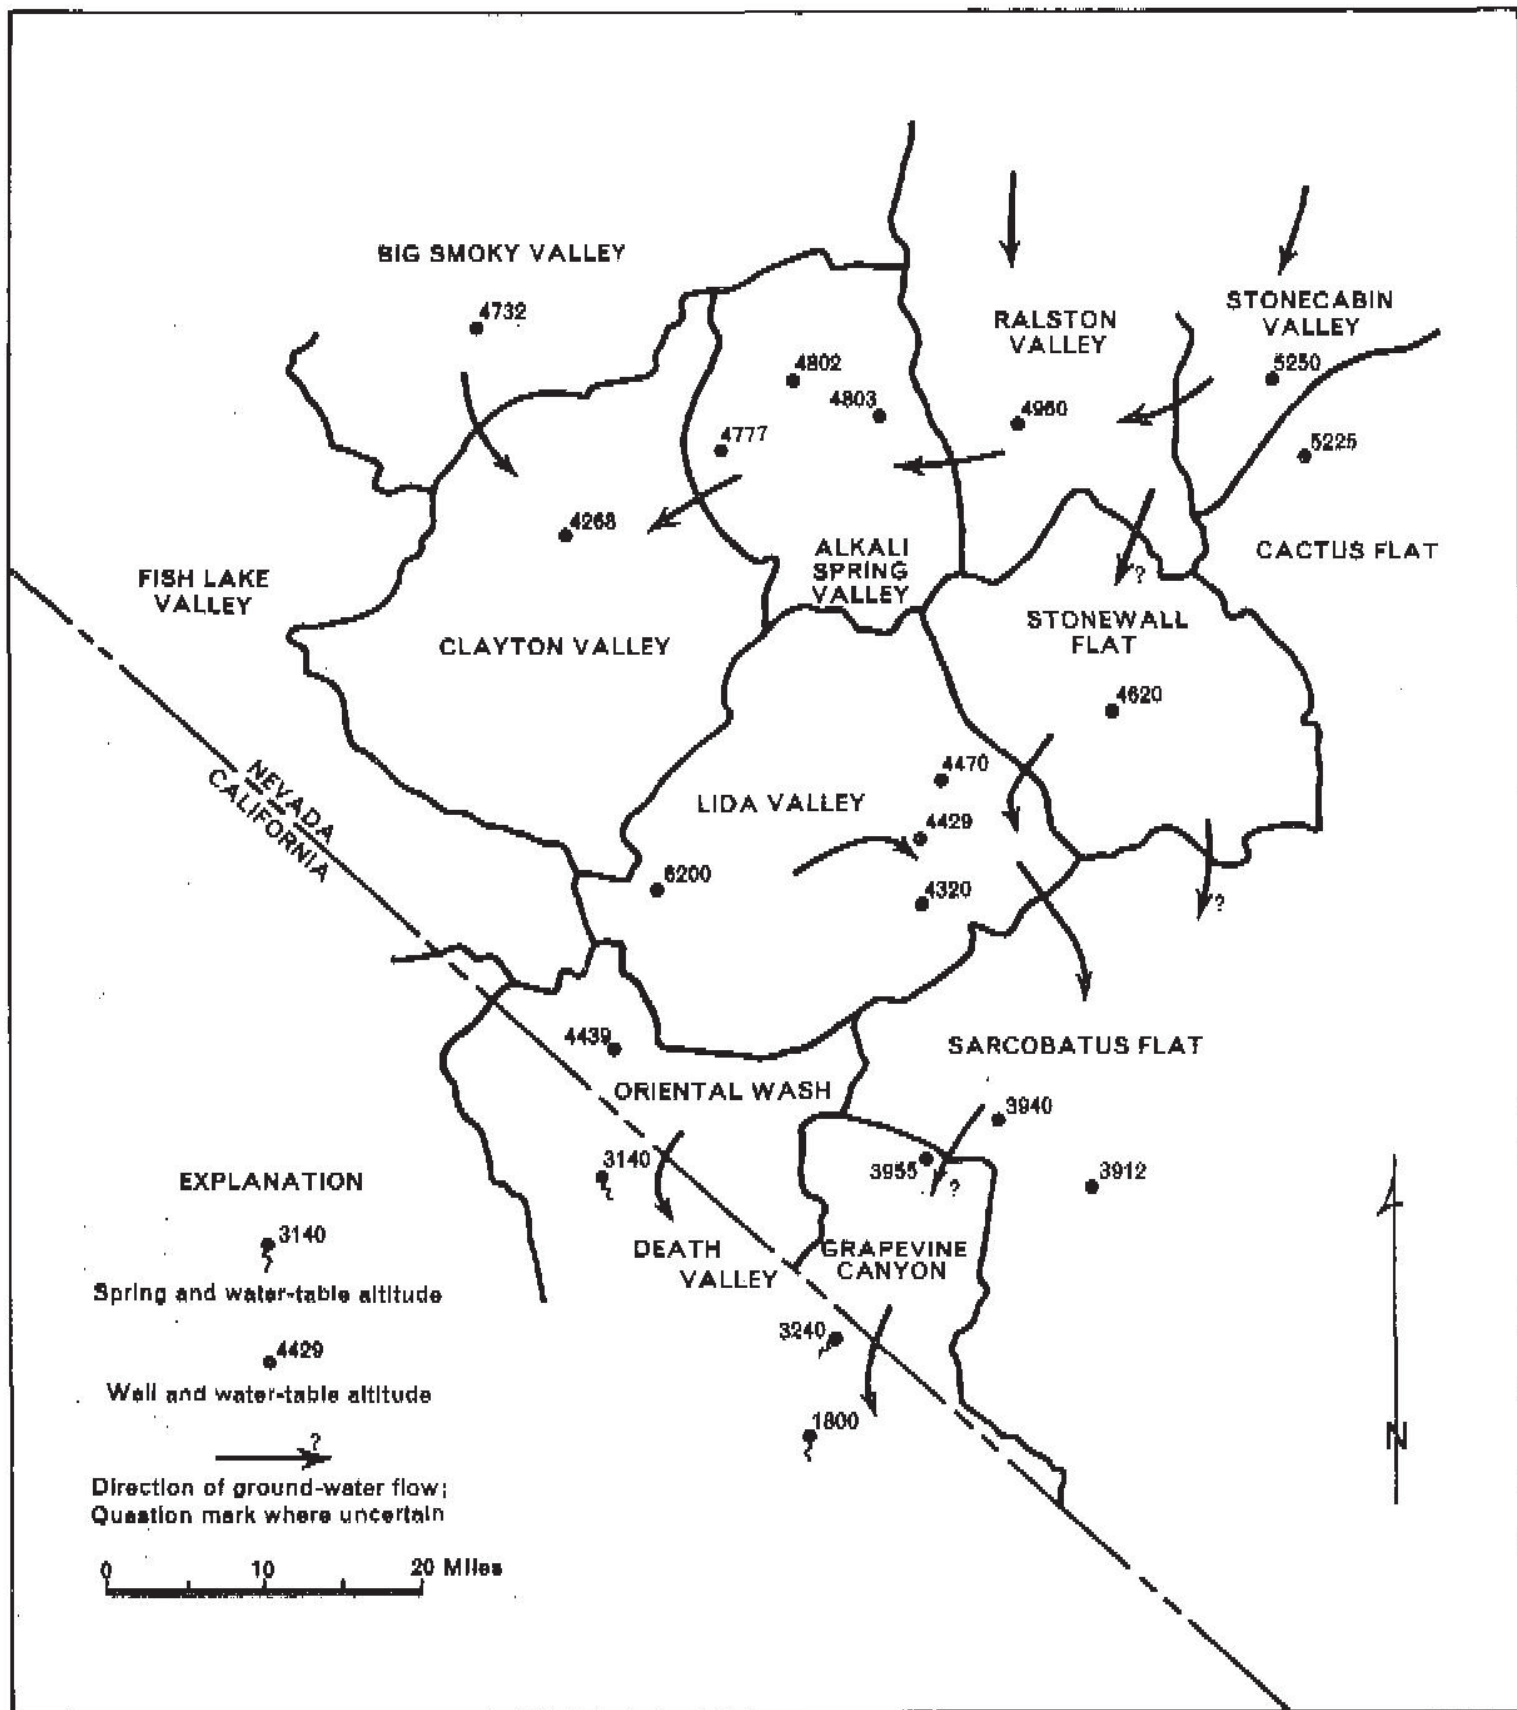 BIG SMOKY VALLEY
4732
RALSTON
VALLEY
STONECABIN
VALLEY
5250
4802
4803
4960
4777
5225
4268
ALKALI
SPRING
VALLEY
CACTUS FLAT
?
FISH LAKE
VALLEY
CLAYTON VALLEY
STONEWALL
FLAT
4620
4470
LIDA VALLEY
4429
NEVADA
CALIFORNIA
6200
4320
?
4439
SARCOBATUS FLAT
ORIENTAL WASH
3940
3140
3955
?
3912
DEATH
VALLEY
GRAPEVINE
CANYON
3240
1800
EXPLANATION
3140
Spring and water-table altitude
4429
Well and water-table altitude
?
Direction of ground-water flow;
Question mark where uncertain
0 10 20 Miles
N